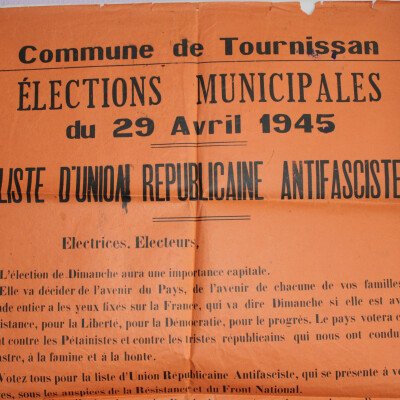 Commune de Tournissan
ÉLECTIONS MUNICIPALES
du 29 Avril 1945
LISTE D'UNION REPUBLICAINE ANTIFASCISTE
Electrices, Electeurs,
L'élection de Dimanche aura une importance capitale.
Elle va décider de l'avenir du Pays, de l'avenir de chacune de vos familles
entier a les yeux fixés sur la France, qui va dire Dimanche si elle est
pour la Liberté, pour la Démocratie, pour le progrès. Le pays votera
contre les Pétainistes et contre les tristes républicains qui nous ont
à la famine et à la honte.
Votez tous pour la liste d'Union Républicaine Antifasciste, qui se présente à
sous les auspices de la Résistance et du Front National.